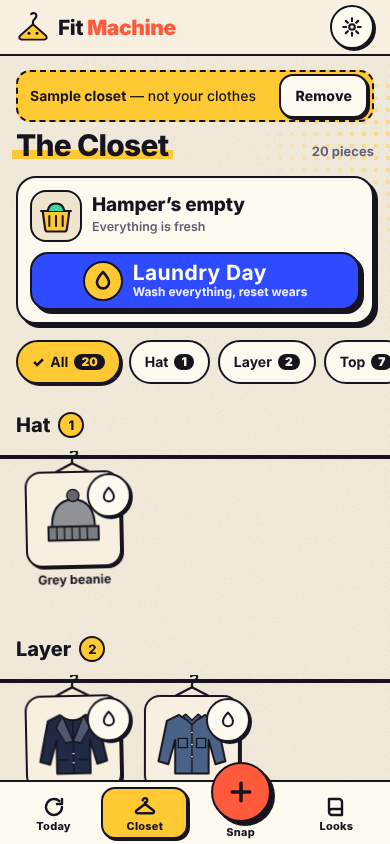 Fit Machine
Sample closet — not your clothes
Remove
The Closet
20 pieces
Hamper’s empty
Everything is fresh
Laundry Day
Wash everything, reset wears
All 20
Hat 1
Layer 2
Top 7
Hat 1
Grey beanie
Layer 2
Today
Closet
Snap
Looks